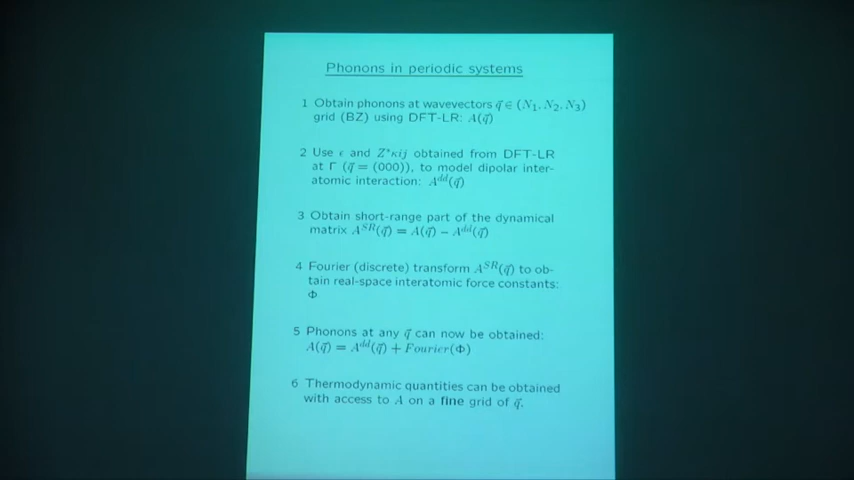 Phonons in periodic systems
1 Obtain phonons at wavevectors q⃗ ∈ (N₁, N₂, N₃)
grid (BZ) using DFT-LR: A(q⃗)
2 Use ϵ and Z*κij obtained from DFT-LR
at Γ (q⃗ = (000)), to model dipolar inter-
atomic interaction: A^dd(q⃗)
3 Obtain short-range part of the dynamical
matrix A^SR(q⃗) = A(q⃗) − A^dd(q⃗)
4 Fourier (discrete) transform A^SR(q⃗) to ob-
tain real-space interatomic force constants:
Φ
5 Phonons at any q⃗ can now be obtained:
A(q⃗) = A^dd(q⃗) + Fourier(Φ)
6 Thermodynamic quantities can be obtained
with access to A on a fine grid of q⃗.